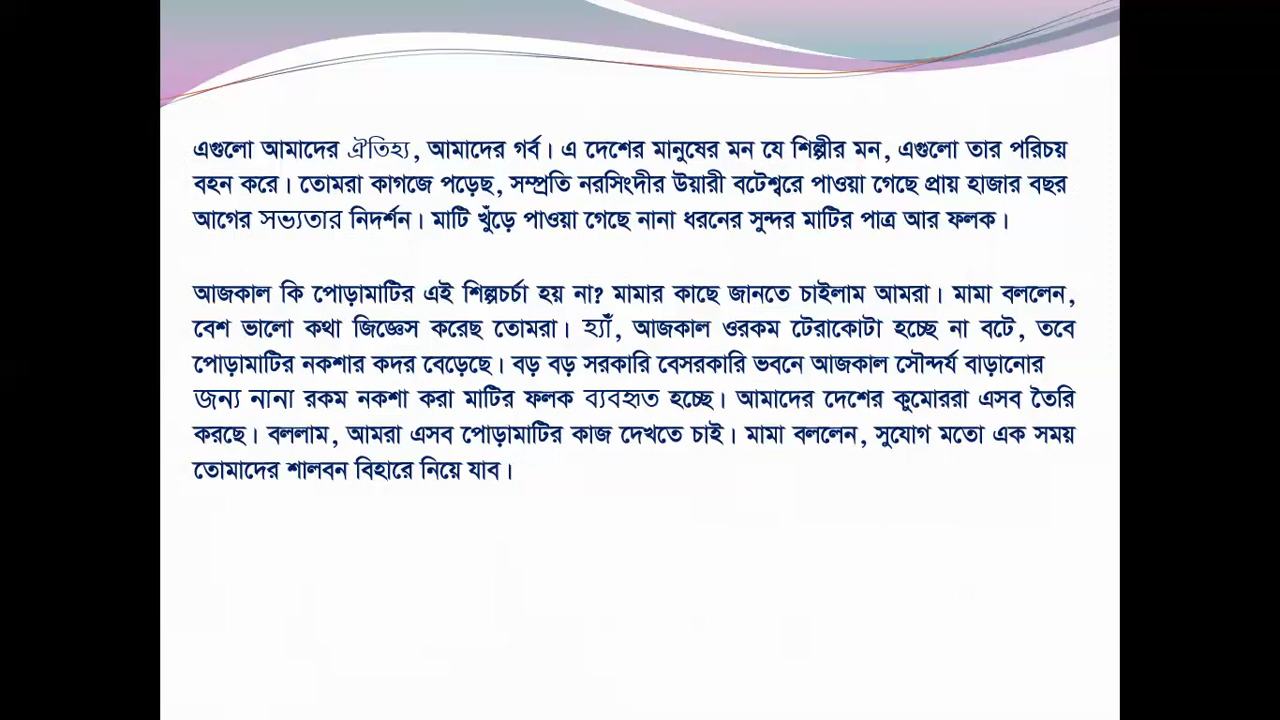 এগুলো আমাদের ঐতিহ্য, আমাদের গর্ব। এ দেশের মানুষের মন যে শিল্পীর মন, এগুলো তার পরিচয়
বহন করে। তোমরা কাগজে পড়েছ, সম্প্রতি নরসিংদীর উয়ারী বটেশ্বরে পাওয়া গেছে প্রায় হাজার বছর
আগের সভ্যতার নিদর্শন। মাটি খুঁড়ে পাওয়া গেছে নানা ধরনের সুন্দর মাটির পাত্র আর ফলক।
আজকাল কি পোড়ামাটির এই শিল্পচর্চা হয় না? মামার কাছে জানতে চাইলাম আমরা। মামা বললেন,
বেশ ভালো কথা জিজ্ঞেস করেছ তোমরা। হ্যাঁ, আজকাল ওরকম টেরাকোটা হচ্ছে না বটে, তবে
পোড়ামাটির নকশার কদর বেড়েছে। বড় বড় সরকারি বেসরকারি ভবনে আজকাল সৌন্দর্য বাড়ানোর
জন্য নানা রকম নকশা করা মাটির ফলক ব্যবহৃত হচ্ছে। আমাদের দেশের কুমোররা এসব তৈরি
করছে। বললাম, আমরা এসব পোড়ামাটির কাজ দেখতে চাই। মামা বললেন, সুযোগ মতো এক সময়
তোমাদের শালবন বিহারে নিয়ে যাব।